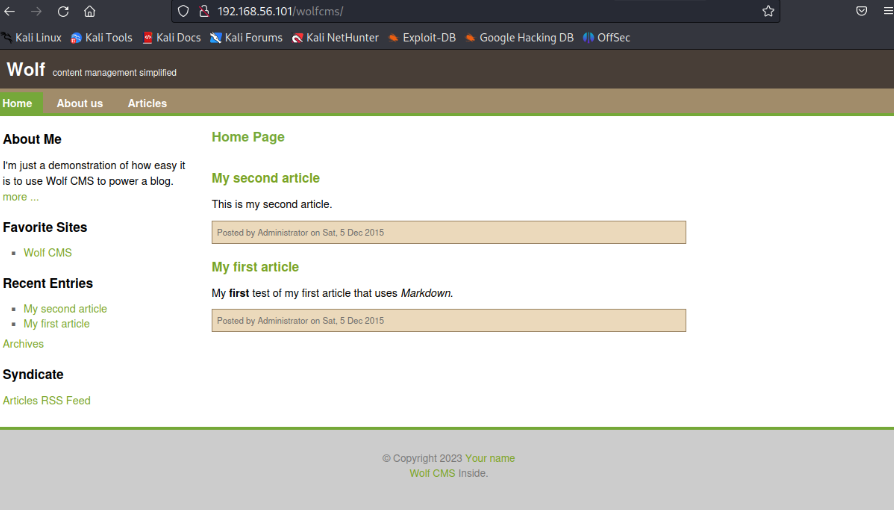 192.168.56.101/wolfcms/
Kali Linux Kali Tools Kali Docs Kali Forums Kali NetHunter Exploit-DB Google Hacking DB OffSec
Wolf content management simplified
Home About us Articles
About Me
I'm just a demonstration of how easy it
is to use Wolf CMS to power a blog.
more ...
Favorite Sites
Wolf CMS
Recent Entries
My second article
My first article
Archives
Syndicate
Articles RSS Feed
Home Page
My second article
This is my second article.
Posted by Administrator on Sat, 5 Dec 2015
My first article
My first test of my first article that uses Markdown.
Posted by Administrator on Sat, 5 Dec 2015
© Copyright 2023 Your name
Wolf CMS Inside.